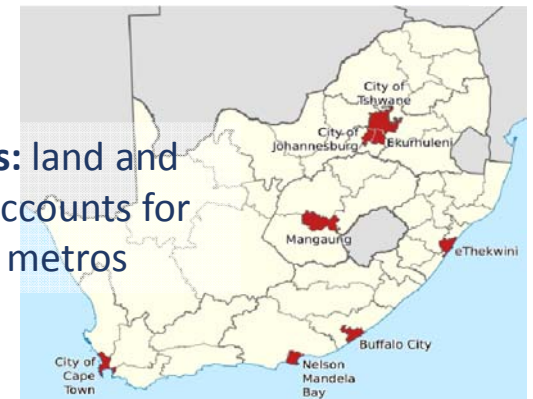 City of
Tshwane
City of
Johannesburg
Ekurhuleni
s: land and
ccounts for
metros
Mangaung
eThekwini
Buffalo City
City of
Cape
Town
Nelson
Mandela
Bay